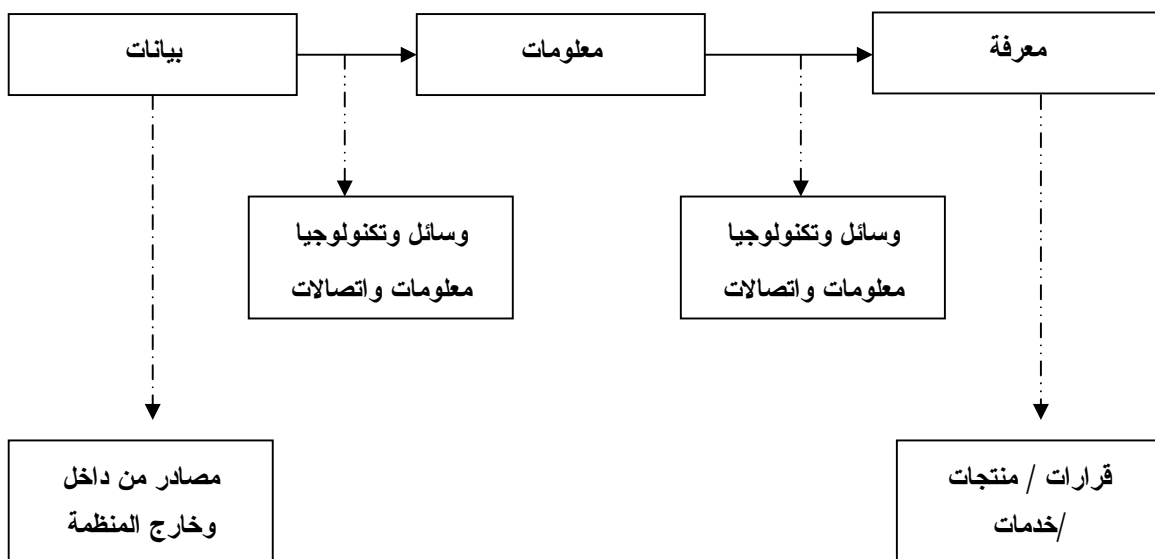 بيانات
معلومات
معرفة
وسائل وتكنولوجيا
معلومات واتصالات
وسائل وتكنولوجيا
معلومات واتصالات
مصادر من داخل
وخارج المنظمة
قرارات / منتجات
/خدمات